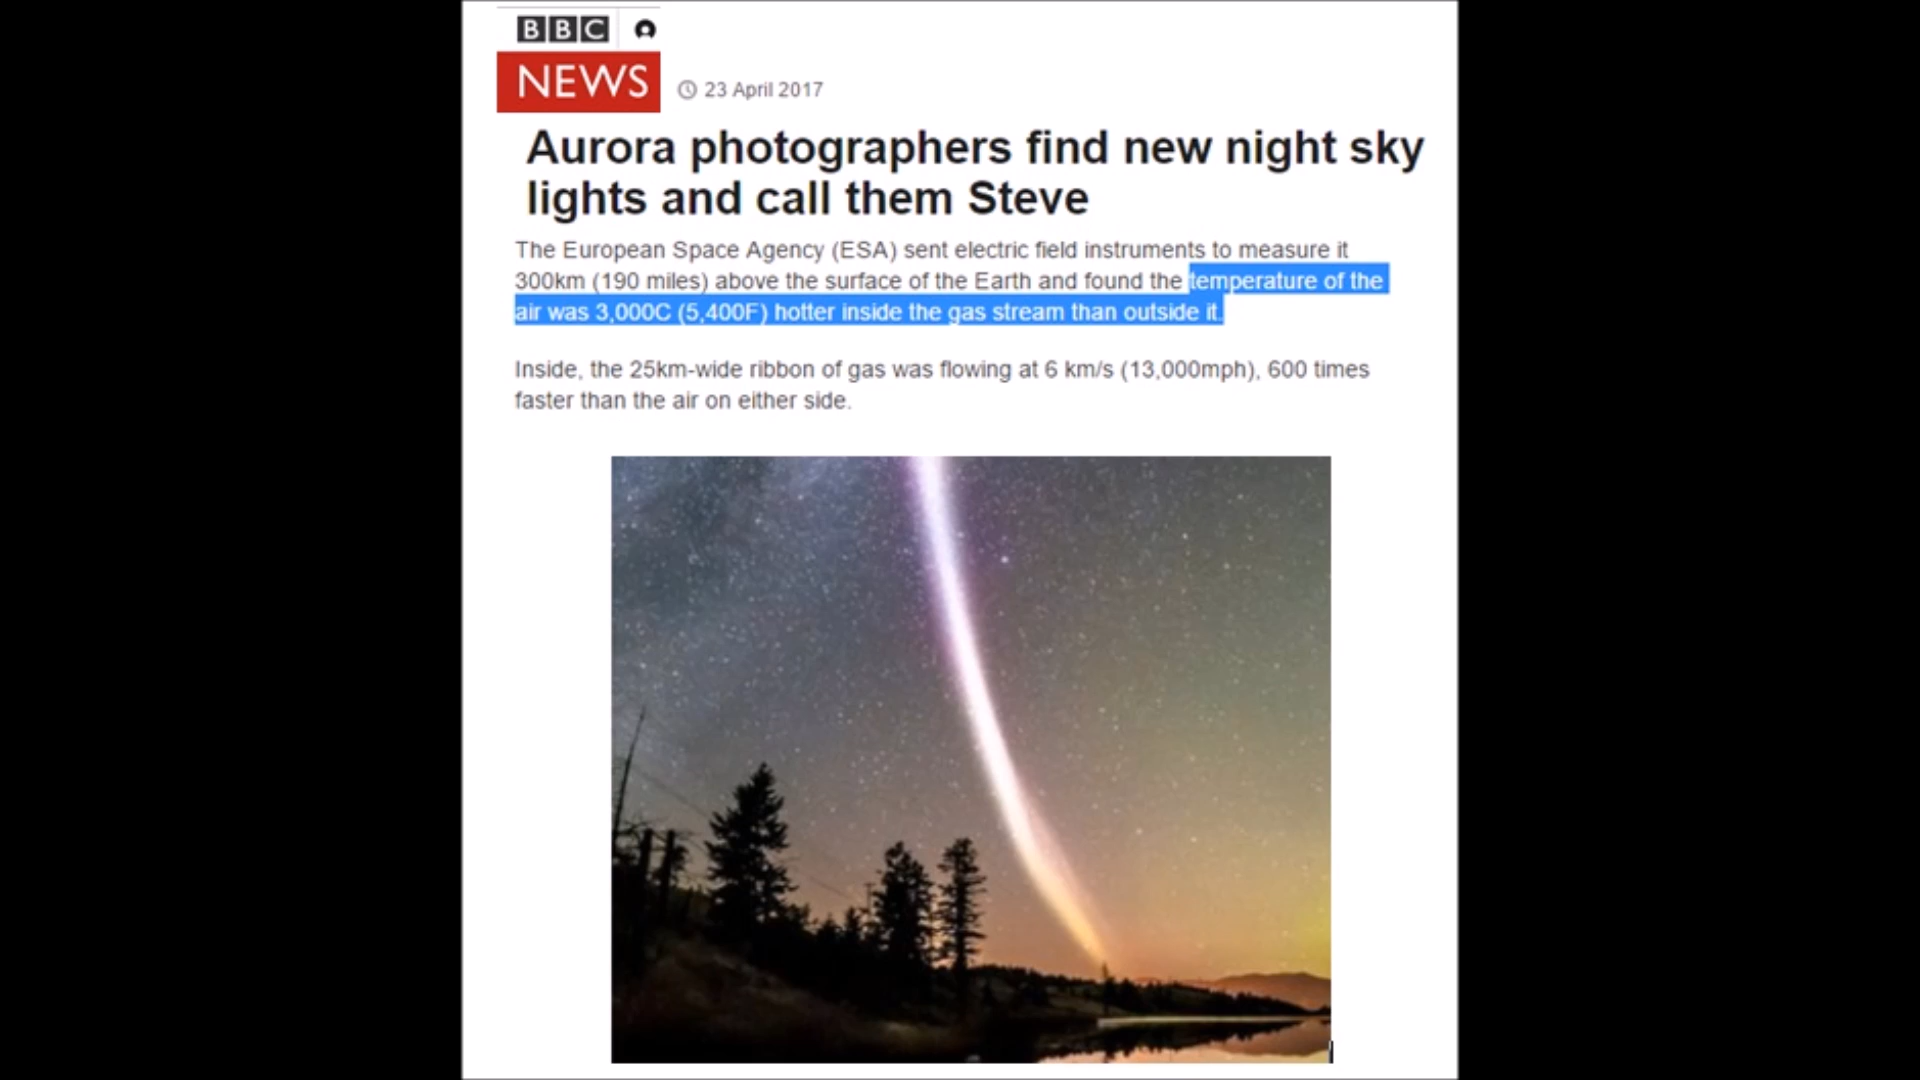 BBC
NEWS
23 April 2017
Aurora photographers find new night sky
lights and call them Steve
The European Space Agency (ESA) sent electric field instruments to measure it
300km (190 miles) above the surface of the Earth and found the temperature of the
air was 3,000C (5,400F) hotter inside the gas stream than outside it.
Inside, the 25km-wide ribbon of gas was flowing at 6 km/s (13,000mph), 600 times
faster than the air on either side.